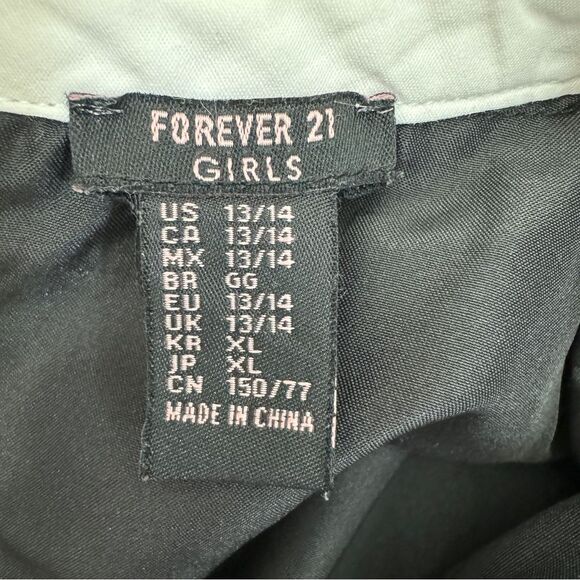 FOREVER 21
GIRLS
US 13/14
CA 13/14
MX 13/14
BR GG
EU 13/14
UK 13/14
KR XL
JP XL
CN 150/77
MADE IN CHINA